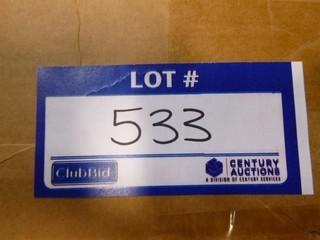 LOT #
533
ClubBid
CENTURY
AUCTIONS
A DIVISION OF CENTURY SERVICES